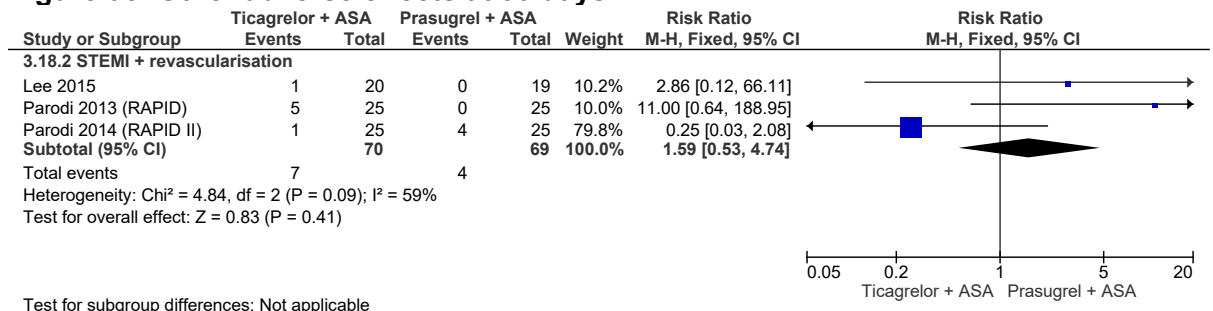 Ticagrelor + ASA Prasugrel + ASA Risk Ratio Risk Ratio
Study or Subgroup Events Total Events Total Weight M-H, Fixed, 95% CI M-H, Fixed, 95% CI
3.18.2 STEMI + revascularisation
Lee 2015 1 20 0 19 10.2% 2.86 [0.12, 66.11]
Parodi 2013 (RAPID) 5 25 0 25 10.0% 11.00 [0.64, 188.95]
Parodi 2014 (RAPID II) 1 25 4 25 79.8% 0.25 [0.03, 2.08]
Subtotal (95% CI) 70 69 100.0% 1.59 [0.53, 4.74]
Total events 7 4
Heterogeneity: Chi² = 4.84, df = 2 (P = 0.09); I² = 59%
Test for overall effect: Z = 0.83 (P = 0.41)
0.05 0.2 1 5 20
Ticagrelor + ASA Prasugrel + ASA
Test for subgroup differences: Not applicable